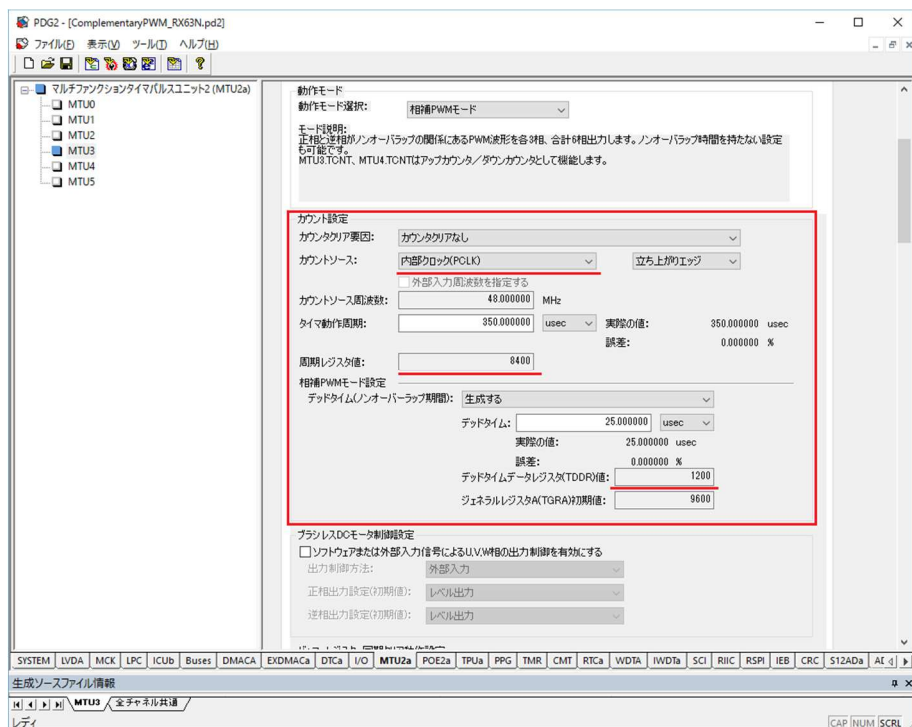 PDG2 - [ComplementaryPWM_RX63N.pd2]
ファイル(F) 表示(V) ツール(T) ヘルプ(H)
マルチファンクションタイマパルスユニット2 (MTU2a)
MTU0
MTU1
MTU2
MTU3
MTU4
MTU5
動作モード
動作モード選択: 相補PWMモード
モード説明:
正相と逆相がノンオーバラップの関係にあるPWM波形を各3相、合計6相出力します。ノンオーバラップ時間を持たない設定
も可能です。
MTU3.TCNT、MTU4.TCNTはアップカウンタ/ダウンカウンタとして機能します。
カウント設定
カウンタクリア要因: カウンタクリアなし
カウントソース: 内部クロック(PCLK) 立ち上がりエッジ
外部入力周波数を指定する
カウントソース周波数: 48.000000 MHz
タイマ動作周期: 350.000000 usec 実際の値: 350.000000 usec
誤差: 0.000000 %
周期レジスタ値: 8400
相補PWMモード設定
デッドタイム(ノンオーバーラップ期間): 生成する
デッドタイム: 25.000000 usec
実際の値: 25.000000 usec
誤差: 0.000000 %
デッドタイムデータレジスタ(TDDR)値: 1200
ジェネラルレジスタA(TGRA)初期値: 9600
ブラシレスDCモータ制御設定
ソフトウェアまたは外部入力信号によるU,V,W相の出力制御を有効にする
出力制御方法: 外部入力
正相出力設定(初期値): レベル出力
逆相出力設定(初期値): レベル出力
SYSTEM LVDA MCK LPC ICUb Buses DMACA EXDMACa DTCa I/O MTU2a POE2a TPUa PPG TMR CMT RTCa WDTA IWDTa SCI RIIC RSPI IEB CRC S12ADa
生成ソースファイル情報
MTU3 全チャネル共通
レディ CAP NUM SCRL